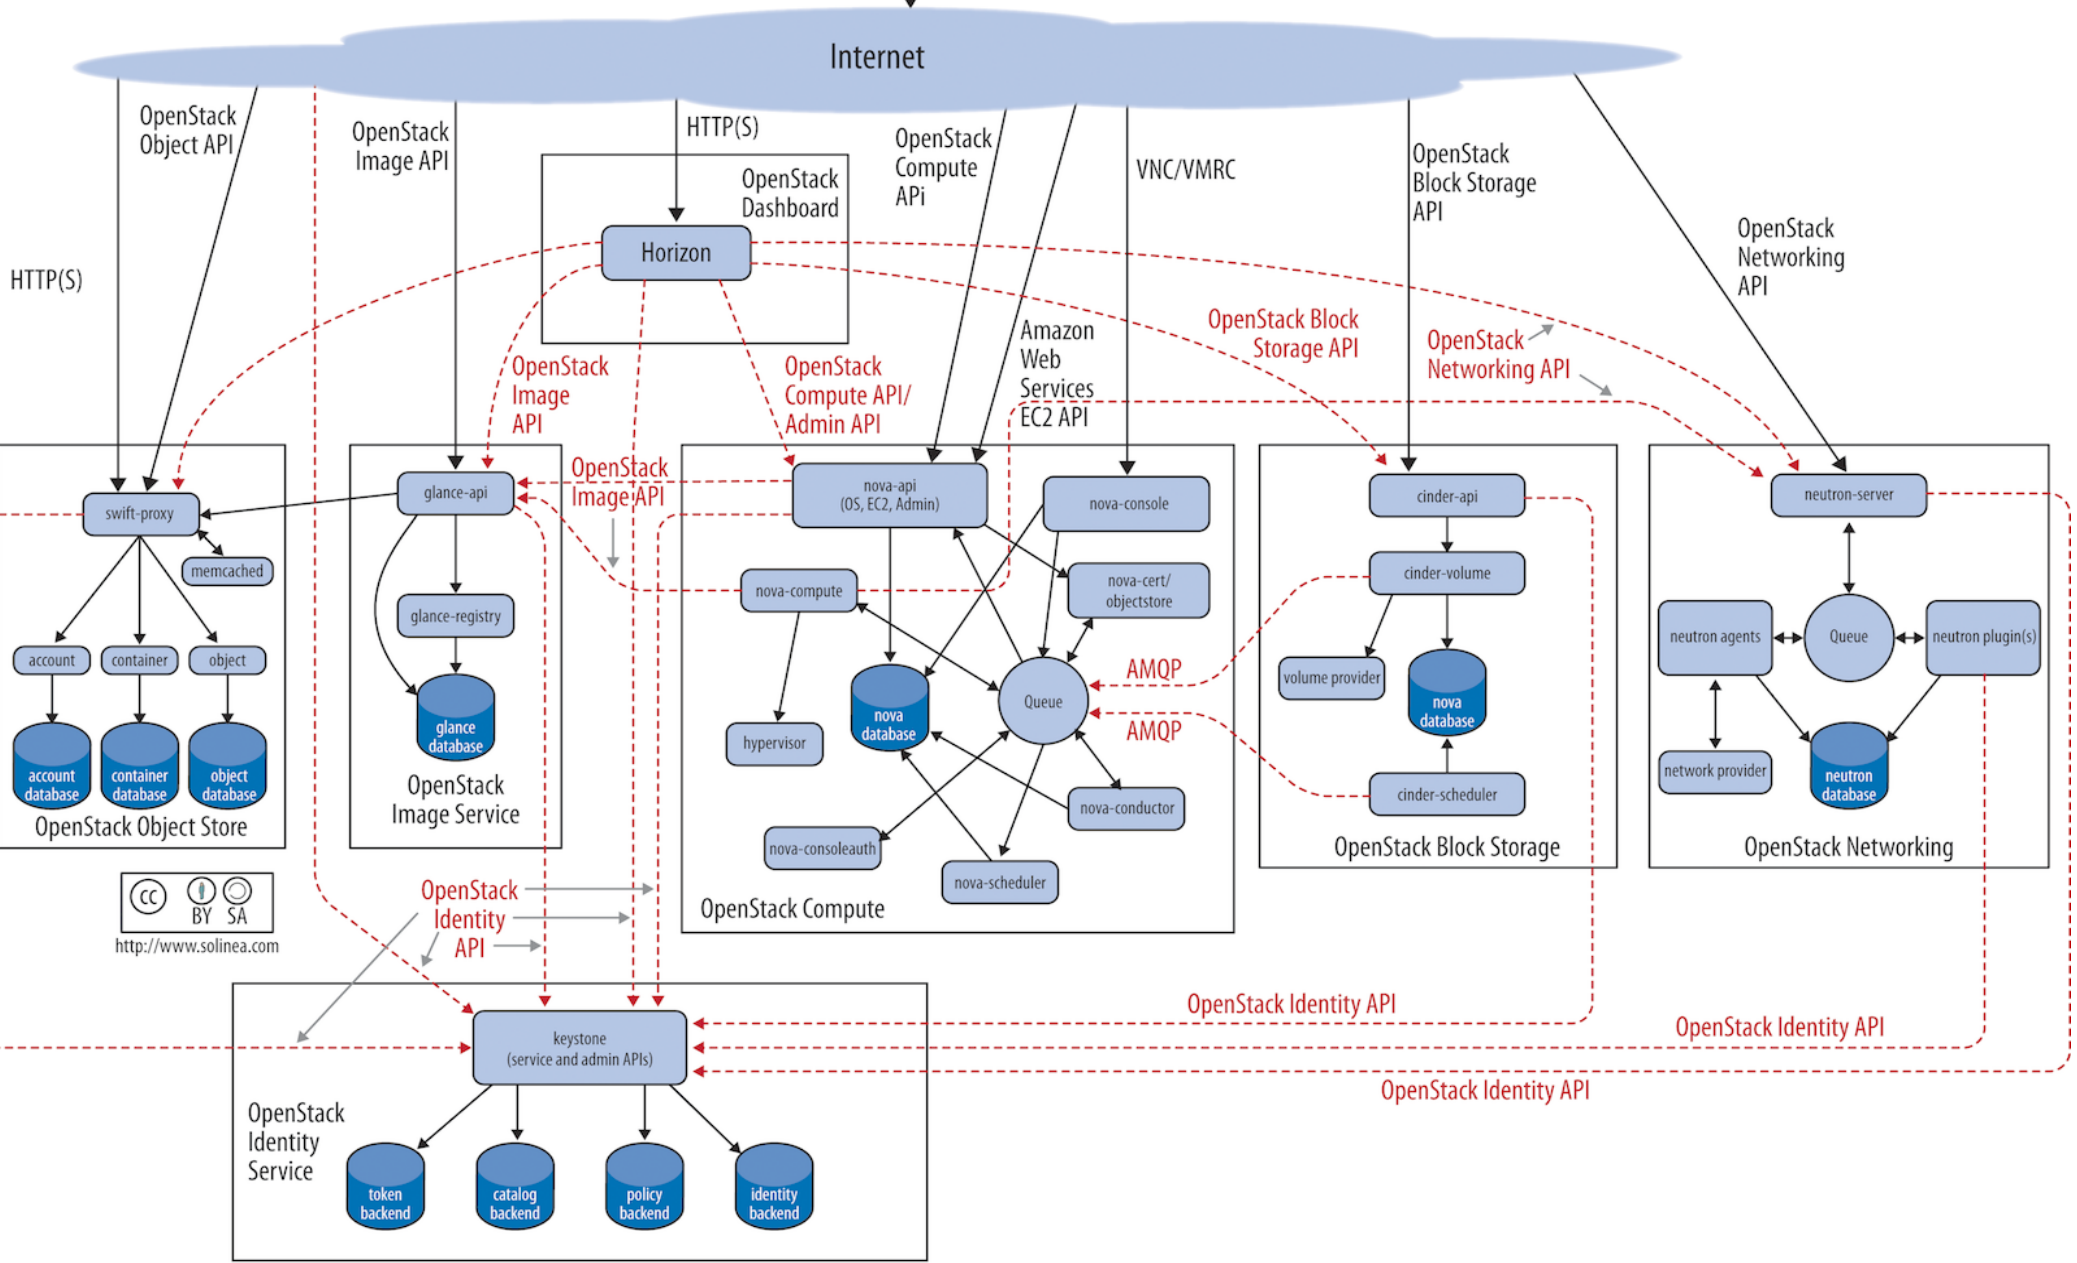 Internet
OpenStack
Object API
OpenStack
Image API
HTTP(S)
OpenStack
Compute
APi
VNC/VMRC
OpenStack
Block Storage
API
OpenStack
Networking
API
HTTP(S)
OpenStack
Dashboard
Horizon
OpenStack
Image
API
OpenStack
Compute API/
Admin API
Amazon
Web
Services
EC2 API
OpenStack Block
Storage API
OpenStack
Networking API
OpenStack
Image API
swift-proxy
memcached
account
container
object
account
database
container
database
object
database
OpenStack Object Store
glance-api
glance-registry
glance
database
OpenStack
Image Service
nova-api
(OS, EC2, Admin)
nova-console
nova-compute
nova-cert/
objectstore
hypervisor
nova
database
Queue
nova-conductor
nova-consoleauth
nova-scheduler
OpenStack Compute
AMQP
AMQP
cinder-api
cinder-volume
volume provider
nova
database
cinder-scheduler
OpenStack Block Storage
neutron-server
neutron agents
Queue
neutron plugin(s)
network provider
neutron
database
OpenStack Networking
CC
BY SA
http://www.solinea.com
OpenStack
Identity
API
OpenStack Identity API
OpenStack Identity API
OpenStack Identity API
keystone
(service and admin APIs)
OpenStack
Identity
Service
token
backend
catalog
backend
policy
backend
identity
backend